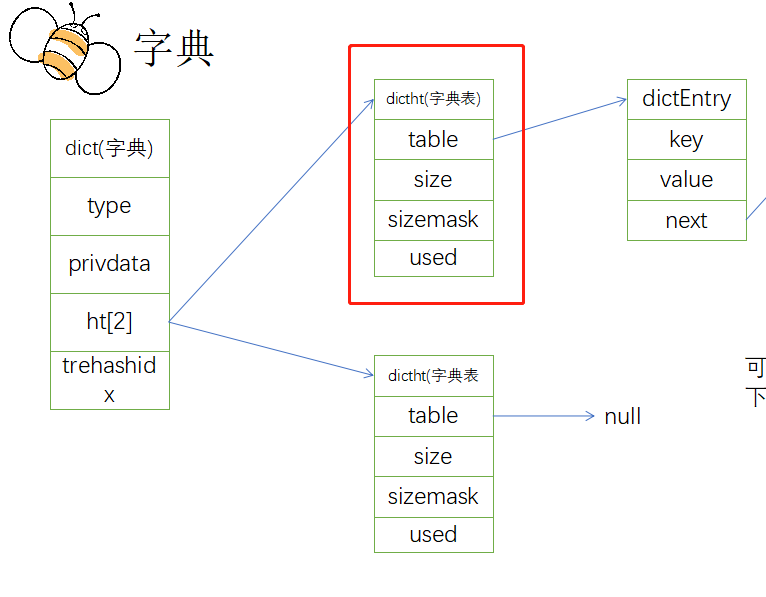 字典
dict(字典)
type
privdata
ht[2]
trehashid
x
dictht(字典表)
table
size
sizemask
used
dictEntry
key
value
next
dictht(字典表
table
size
sizemask
used
null
可
下